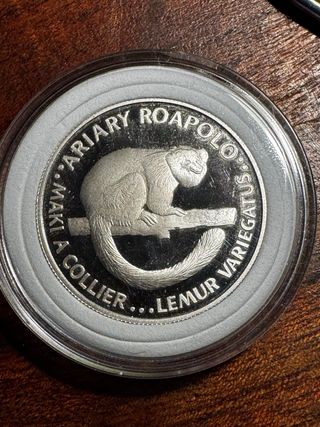 ARIARY ROAPOLO
MAKI A COLLIER...LEMUR VARIEGATUS